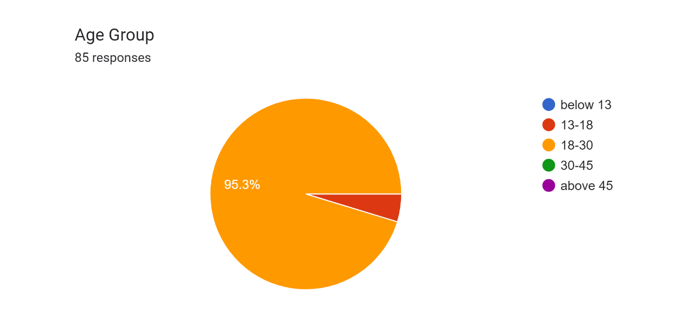 Age Group
85 responses
95.3%
below 13
13-18
18-30
30-45
above 45